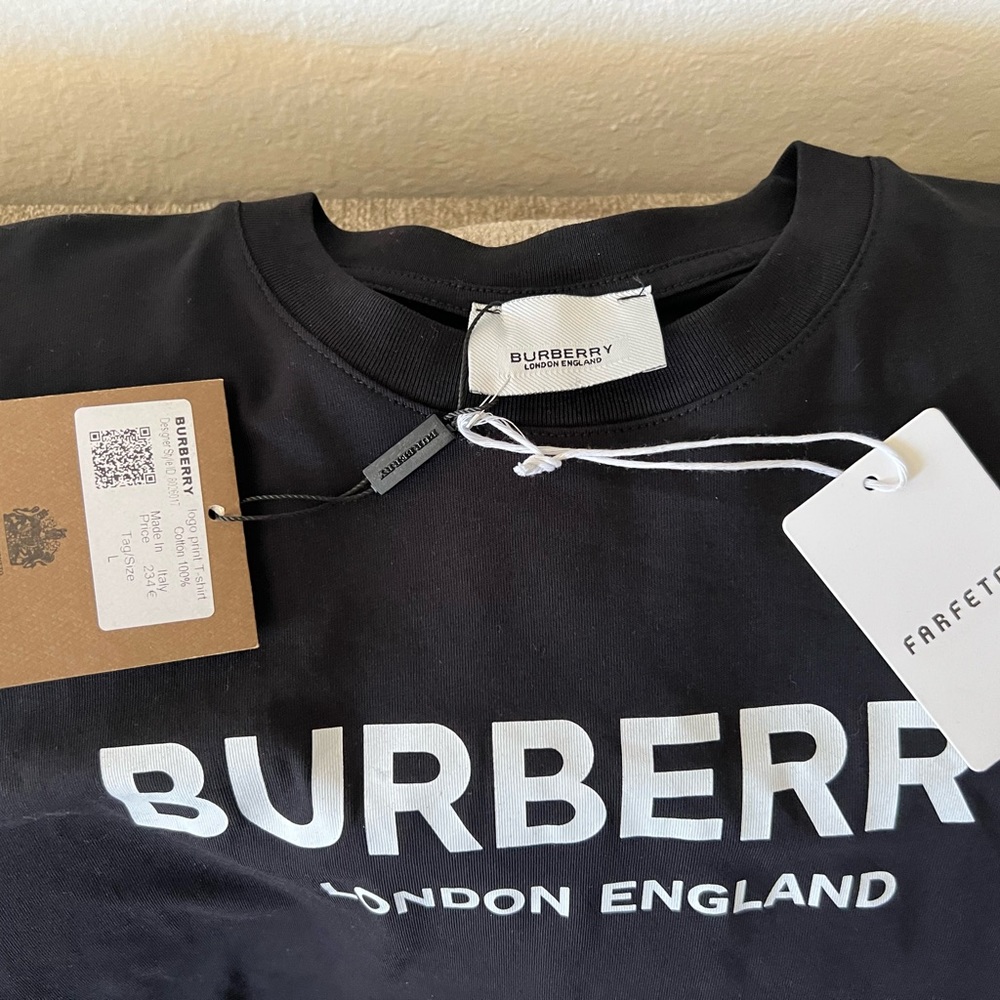 BURBERRY
LONDON ENGLAND
BURBERRY
BURBERRY
logo print T-shirt
Cotton 100%
Made In Italy
Price 234 €
Tag/Size
L
FARFETC
BURBERR
LONDON ENGLAND